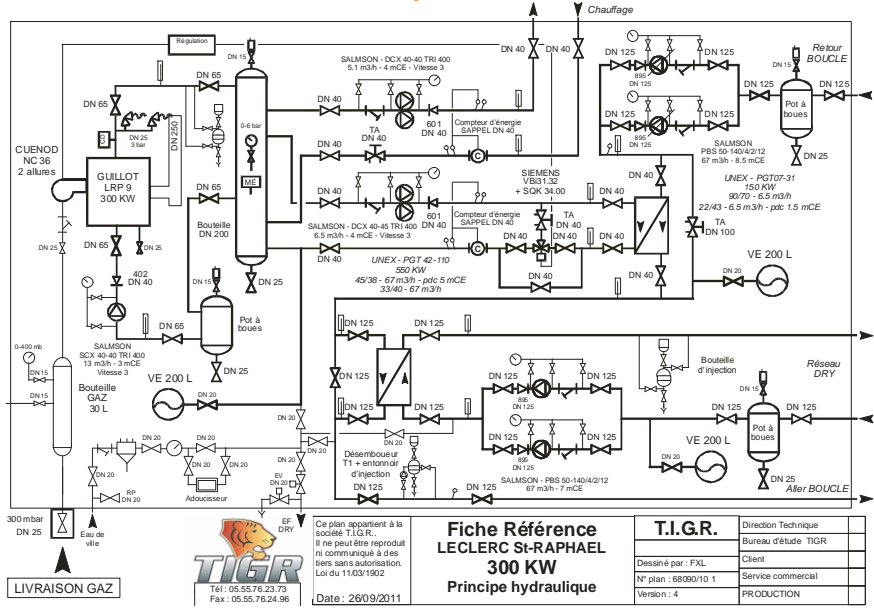 Chauffage
Régulation
DN 15
DN 65
DN 65
DN 25
3 bar
DN 250
CUENOD
NC 36
2 allures
GUILLOT
LRP 9
300 KW
0-6 bar
ME
Bouteille
DN 200
DN 65
DN 65
DN 25
DN 25
402
DN 40
DN 15
DN 25
SALMSON
SCX 40-40 TRI 400
13 m3/h - 3 mCE
Vitesse 3
DN 65
Pot à
boues
DN 25
SALMSON - DCX 40-40 TRI 400
5.1 m3/h - 4 mCE - Vitesse 3
DN 40
DN 40
DN 40
601
DN 40
TA
DN 40
DN 40
Compteur d'énergie
SAPPEL DN 40
C
DN 40
SALMSON - DCX 40-45 TRI 400
6.5 m3/h - 4 mCE - Vitesse 3
601
DN 40
Compteur d'énergie
SAPPEL DN 40
C
DN 40
SIEMENS
VBI31.32
+ SQK 34.00
TA
DN 40
DN 40
DN 40
DN 40
DN 40
DN 40
DN 40
UNEX - PGT 42-110
550 KW
45/38 - 67 m3/h - pdc 5 mCE
33/40 - 67 m3/h
DN 125
DN 125
895
DN 125
DN 125
DN 125
895
DN 125
SALMSON
PBS 50-140/4/2/12
67 m3/h - 8.5 mCE
DN 125
DN 15
Retour
BOUCLE
DN 125
Pot à
boues
DN 25
UNEX - PGT07-31
150 KW
90/70 - 6.5 m3/h
22/43 - 6.5 m3/h - pdc 1.5 mCE
TA
DN 100
DN 20
VE 200 L
0-400 mb
DN 15
DN 15
Bouteille
GAZ
30 L
VE 200 L
DN 20
DN 125
DN 125
DN 125
DN 125
DN 125
DN 125
DN 125
895
DN 125
DN 125
DN 125
895
DN 125
SALMSON - PBS 50-140/4/2/12
67 m3/h - 7 mCE
Bouteille
d'injection
DN 15
Réseau
DRY
DN 125
DN 125
Pot à
boues
DN 20
VE 200 L
DN 25
Aller BOUCLE
DN 20
DN 20
DN 20
DN 20
DN 20
DN 20
DN 20
Adoucisseur
RP
DN 20
EV
DN 20
DN 20
Désemboueur
T1 + entonnoir
d'injection
DN 125
DN 125
300 mbar
DN 25
Eau de
ville
EF
DRY
LIVRAISON GAZ
TIGR
Tél : 05.55.76.23.73
Fax : 05.55.76.24.96
Ce plan appartient à la
société T.I.G.R..
Il ne peut être reproduit
ni communiqué à des
tiers sans autorisation.
Loi du 11/03/1902
Date : 26/09/2011
Fiche Référence
LECLERC St-RAPHAEL
300 KW
Principe hydraulique
T.I.G.R.
Dessiné par : FXL
N° plan : 68090/10 1
Version : 4
Direction Technique
Bureau d'étude TIGR
Client
Service commercial
PRODUCTION